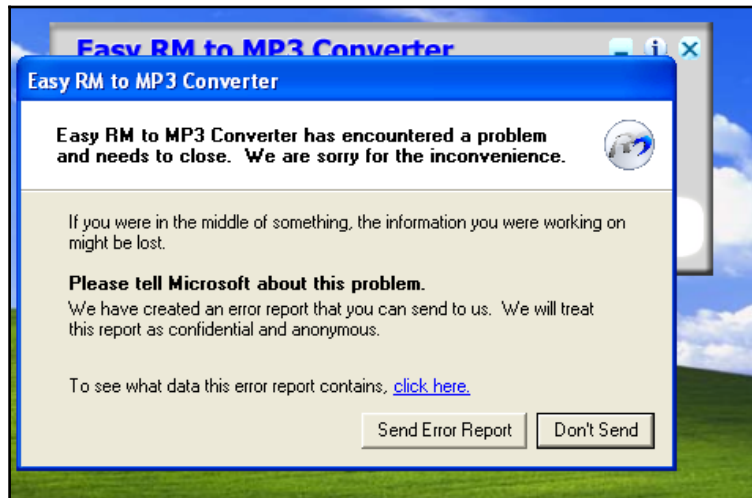 Easy RM to MP3 Converter
Easy RM to MP3 Converter
Easy RM to MP3 Converter has encountered a problem
and needs to close. We are sorry for the inconvenience.
If you were in the middle of something, the information you were working on
might be lost.
Please tell Microsoft about this problem.
We have created an error report that you can send to us. We will treat
this report as confidential and anonymous.
To see what data this error report contains, click here.
Send Error Report Don't Send